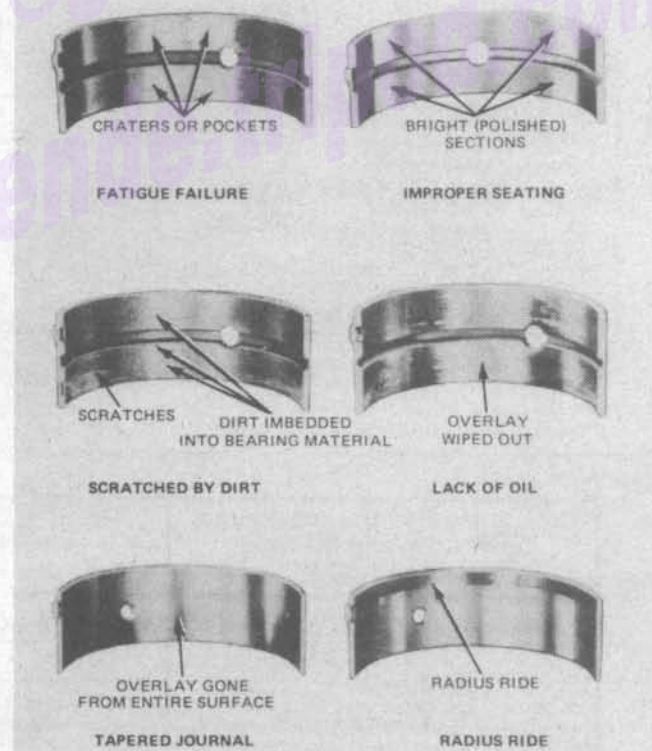 CRATERS OR POCKETS
BRIGHT (POLISHED)
SECTIONS
FATIGUE FAILURE
IMPROPER SEATING
SCRATCHES
DIRT IMBEDDED
INTO BEARING MATERIAL
OVERLAY
WIPED OUT
SCRATCHED BY DIRT
LACK OF OIL
OVERLAY GONE
FROM ENTIRE SURFACE
RADIUS RIDE
TAPERED JOURNAL
RADIUS RIDE